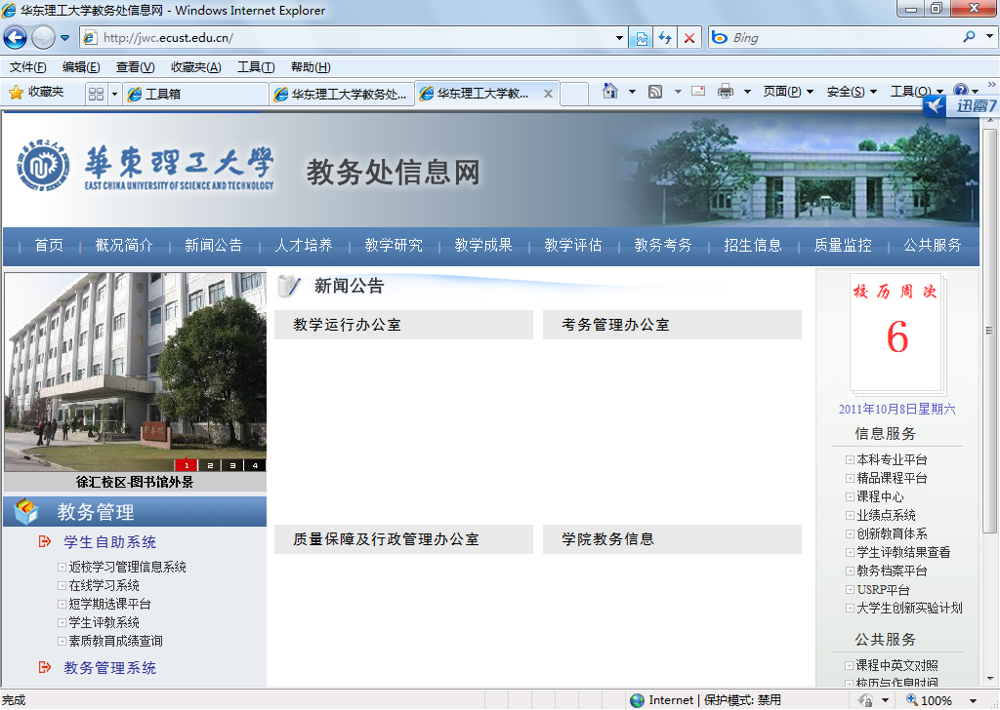 华东理工大学教务处信息网 - Windows Internet Explorer
http://jwc.ecust.edu.cn/
Bing
文件(F) 编辑(E) 查看(V) 收藏夹(A) 工具(T) 帮助(H)
收藏夹 工具箱 华东理工大学教务处... 华东理工大学教... 页面(P) 安全(S) 工具(O)
迅雷7
華東理工大學
EAST CHINA UNIVERSITY OF SCIENCE AND TECHNOLOGY
教务处信息网
首页 | 概况简介 | 新闻公告 | 人才培养 | 教学研究 | 教学成果 | 教学评估 | 教务考务 | 招生信息 | 质量监控 | 公共服务
1 2 3 4
徐汇校区-图书馆外景
教务管理
学生自助系统
返校学习管理信息系统
在线学习系统
短学期选课平台
学生评教系统
素质教育成绩查询
教务管理系统
新闻公告
教学运行办公室
考务管理办公室
质量保障及行政管理办公室
学院教务信息
校历周次
6
2011年10月8日星期六
信息服务
本科专业平台
精品课程平台
课程中心
业绩点系统
创新教育体系
学生评教结果查看
教务档案平台
USRP平台
大学生创新实验计划
公共服务
课程中英文对照
校历与作息时间
完成
Internet | 保护模式: 禁用
100%